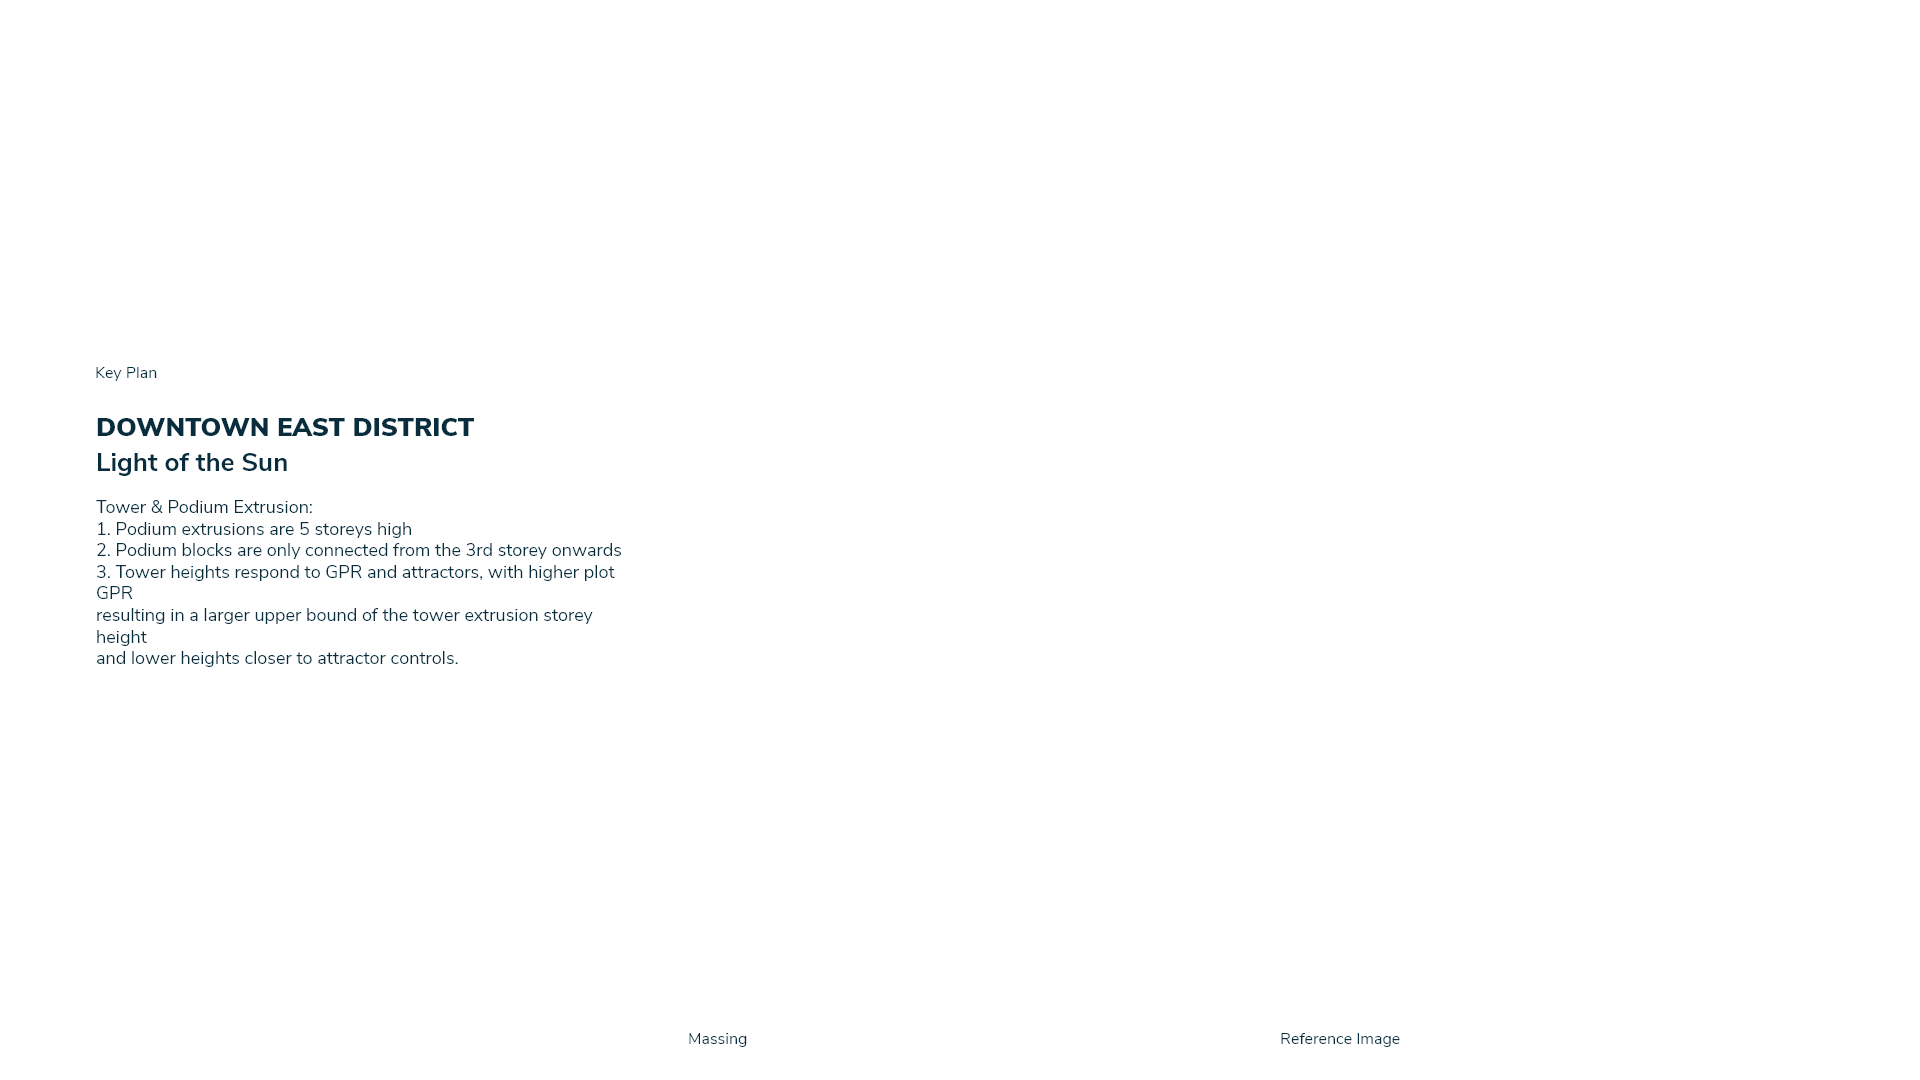 Key Plan
DOWNTOWN EAST DISTRICT
Light of the Sun
Tower & Podium Extrusion:
1. Podium extrusions are 5 storeys high
2. Podium blocks are only connected from the 3rd storey onwards
3. Tower heights respond to GPR and attractors, with higher plot
GPR
resulting in a larger upper bound of the tower extrusion storey
height
and lower heights closer to attractor controls.
Massing
Reference Image